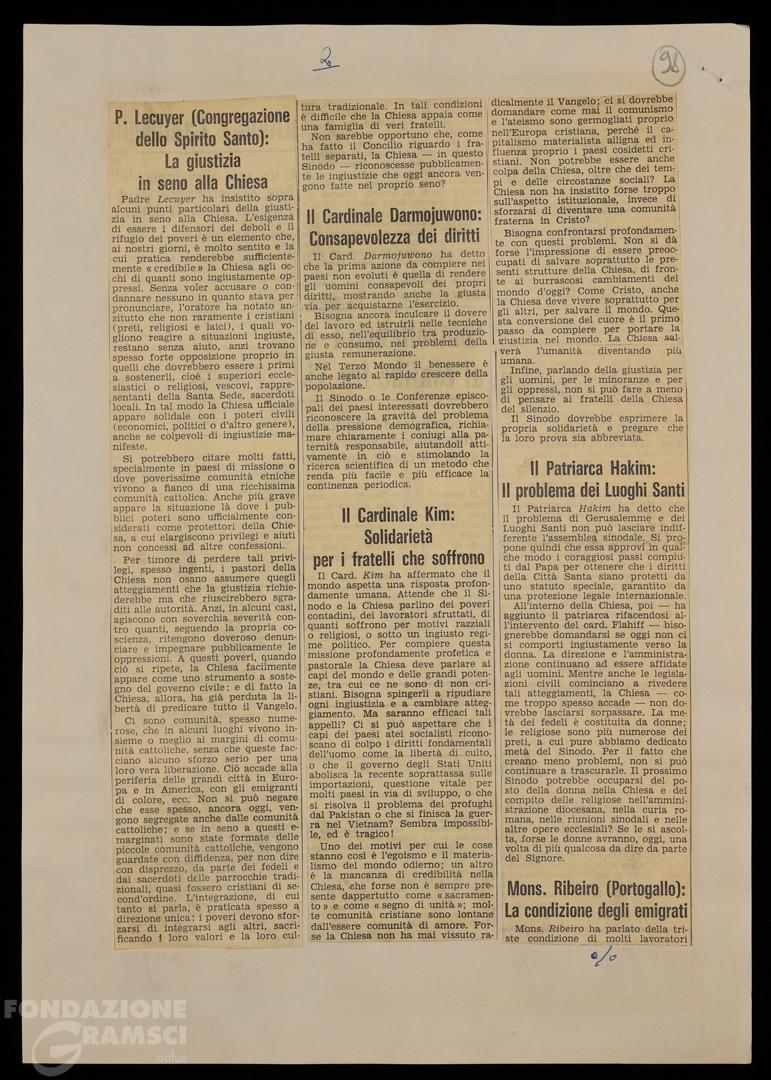 2
98
P. Lecuyer (Congregazione
dello Spirito Santo):
La giustizia
in seno alla Chiesa
Padre Lecuyer ha insistito sopra
alcuni punti particolari della giusti-
zia in seno alla Chiesa. L'esigenza
di essere i difensori dei deboli e il
rifugio dei poveri è un elemento che,
ai nostri giorni, è molto sentito e la
cui pratica renderebbe sufficiente-
mente « credibile » la Chiesa agli oc-
chi di quanti sono ingiustamente op-
pressi. Senza voler accusare o con-
dannare nessuno in quanto stava per
pronunciare, l'oratore ha notato an-
zitutto che non raramente i cristiani
(preti, religiosi e laici), i quali vo-
gliono reagire a situazioni ingiuste,
restano senza aiuto, anzi trovano
spesso forte opposizione proprio in
quelli che dovrebbero essere i primi
a sostenerli, cioè i superiori eccle-
siastici o religiosi, vescovi, rappre-
sentanti della Santa Sede, sacerdoti
locali. In tal modo la Chiesa ufficiale
appare solidale con i poteri civili
(economici, politici o d'altro genere),
anche se colpevoli di ingiustizie ma-
nifeste.
Si potrebbero citare molti fatti,
specialmente in paesi di missione o
dove poverissime comunità etniche
vivono a fianco di una ricchissima
comunità cattolica. Anche più grave
appare la situazione là dove i pub-
blici poteri sono ufficialmente con-
siderati come protettori della Chie-
sa, a cui elargiscono privilegi e aiuti
non concessi ad altre confessioni.
Per timore di perdere tali privi-
legi, spesso ingenti, i pastori della
Chiesa non osano assumere quegli
atteggiamenti che la giustizia richie-
derebbe ma che riuscirebbero sgra-
diti alle autorità. Anzi, in alcuni casi,
agiscono con soverchia severità con-
tro quanti, seguendo la propria co-
scienza, ritengono doveroso denun-
ciare e impegnare pubblicamente le
oppressioni. A questi poveri, quando
ciò si ripete, la Chiesa facilmente
appare come uno strumento a soste-
gno del governo civile: e di fatto la
Chiesa, allora, ha già perduta la li-
bertà di predicare tutto il Vangelo.
Ci sono comunità, spesso nume-
rose, che in alcuni luoghi vivono in-
sieme o meglio ai margini di comu-
nità cattoliche, senza che queste fac-
ciano alcuno sforzo serio per una
loro vera liberazione. Ciò accade alla
periferia delle grandi città in Euro-
pa e in America, con gli emigranti
di colore, ecc. Non si può negare
che esse spesso, ancora oggi, ven-
gono segregate anche dalle comunità
cattoliche; e se in seno a questi e-
marginati sono state formate delle
piccole comunità cattoliche, vengono
guardate con diffidenza, per non dire
con disprezzo, da parte dei fedeli e
dai sacerdoti delle parrocchie tradi-
zionali, quasi fossero cristiani di se-
cond'ordine. L'integrazione, di cui
tanto si parla, è praticata spesso a
direzione unica: i poveri devono sfor-
zarsi di integrarsi agli altri, sacri-
ficando i loro valori e la loro cul-
tura tradizionale. In tali condizioni
è difficile che la Chiesa appaia come
una famiglia di veri fratelli.
Non sarebbe opportuno che, come
ha fatto il Concilio riguardo i fra-
telli separati, la Chiesa — in questo
Sinodo — riconoscesse pubblicamen-
te le ingiustizie che oggi ancora ven-
gono fatte nel proprio seno?
Il Cardinale Darmojuwono:
Consapevolezza dei diritti
Il Card. Darmojuwono ha detto
che la prima azione da compiere nei
paesi non evoluti è quella di rendere
gli uomini consapevoli dei propri
diritti, mostrando anche la giusta
via per acquistarne l'esercizio.
Bisogna ancora inculcare il dovere
del lavoro ed istruirli nelle tecniche
di esso, nell'equilibrio tra produzio-
ne e consumo, nei problemi della
giusta remunerazione.
Nel Terzo Mondo il benessere è
anche legato al rapido crescere della
popolazione.
Il Sinodo o le Conferenze episco-
pali dei paesi interessati dovrebbero
riconoscere la gravità del problema
della pressione demografica, richia-
mare chiaramente i coniugi alla pa-
ternità responsabile, aiutandoli atti-
vamente in ciò e stimolando la
ricerca scientifica di un metodo che
renda più facile e più efficace la
continenza periodica.
Il Cardinale Kim:
Solidarietà
per i fratelli che soffrono
Il Card. Kim ha affermato che il
mondo aspetta una risposta profon-
damente umana. Attende che il Si-
nodo e la Chiesa parlino dei poveri
contadini, dei lavoratori sfruttati, di
quanti soffrono per motivi razziali
o religiosi, o sotto un ingiusto regi-
me politico. Per compiere questa
missione profondamente profetica e
pastorale la Chiesa deve parlare ai
capi del mondo e delle grandi poten-
ze, tra cui ce ne sono di non cri-
stiani. Bisogna spingerli a ripudiare
ogni ingiustizia e a cambiare atteg-
giamento. Ma saranno efficaci tali
appelli? Ci si può aspettare che i
capi dei paesi atei socialisti ricono-
scano di colpo i diritti fondamentali
dell'uomo come la libertà di culto,
o che il governo degli Stati Uniti
abolisca la recente soprattassa sulle
importazioni, questione vitale per
molti paesi in via di sviluppo, o che
si risolva il problema dei profughi
dal Pakistan o che si finisca la guer-
ra nel Vietnam? Sembra impossibi-
le, ed è tragico!
Uno dei motivi per cui le cose
stanno così è l'egoismo e il materia-
lismo del mondo odierno; un altro
è la mancanza di credibilità nella
Chiesa, che forse non è sempre pre-
sente dappertutto come « sacramen-
to » e come « segno di unità »; mol-
te comunità cristiane sono lontane
dall'essere comunità di amore. For-
se la Chiesa non ha mai vissuto ra-
dicalmente il Vangelo; ci si dovrebbe
domandare come mai il comunismo
e l'ateismo sono germogliati proprio
nell'Europa cristiana, perché il ca-
pitalismo materialista alligna ed in-
fluenza proprio i paesi cosidetti cri-
stiani. Non potrebbe essere anche
colpa della Chiesa, oltre che dei tem-
pi e delle circostanze sociali? La
Chiesa non ha insistito forse troppo
sull'aspetto istituzionale, invece di
sforzarsi di diventare una comunità
fraterna in Cristo?
Bisogna confrontarsi profondamen-
te con questi problemi. Non si dà
forse l'impressione di essere preoc-
cupati di salvare soprattutto le pre-
senti strutture della Chiesa, di fron-
te ai burrascosi cambiamenti del
mondo d'oggi? Come Cristo, anche
la Chiesa deve vivere soprattutto per
gli altri, per salvare il mondo. Que-
sta conversione del cuore è il primo
passo da compiere per portare la
giustizia nel mondo. La Chiesa sal-
verà l'umanità diventando più
umana.
Infine, parlando della giustizia per
gli uomini, per le minoranze e per
gli oppressi, non si può fare a meno
di pensare ai fratelli della Chiesa
del silenzio.
Il Sinodo dovrebbe esprimere la
propria solidarietà e pregare che
la loro prova sia abbreviata.
Il Patriarca Hakim:
Il problema dei Luoghi Santi
Il Patriarca Hakim ha detto che
il problema di Gerusalemme e dei
Luoghi Santi non può lasciare indif-
ferente l'assemblea sinodale. Si pro-
pone quindi che essa approvi in qual-
che modo i coraggiosi passi compiu-
ti dal Papa per ottenere che i diritti
della Città Santa siano protetti da
uno statuto speciale, garantito da
una protezione legale internazionale.
All'interno della Chiesa, poi — ha
aggiunto il patriarca rifacendosi al-
l'intervento del card. Flahiff — biso-
gnerebbe domandarsi se oggi non ci
si comporti ingiustamente verso la
donna. La direzione e l'amministra-
zione continuano ad essere affidate
agli uomini. Mentre anche le legisla-
zioni civili cominciano a rivedere
tali atteggiamenti, la Chiesa — co-
me troppo spesso accade — non do-
vrebbe lasciarsi sorpassare. La me-
tà dei fedeli è costituita da donne;
le religiose sono più numerose dei
preti, a cui pure abbiamo dedicato
metà del Sinodo. Per il fatto che
creano meno problemi, non si può
continuare a trascurarle. Il prossimo
Sinodo potrebbe occuparsi del po-
sto della donna nella Chiesa e del
compito delle religiose nell'ammini-
strazione diocesana, nella curia ro-
mana, nelle riunioni sinodali e nelle
altre opere ecclesiali? Se le si ascol-
ta, forse le donne avranno, oggi, una
volta di più qualcosa da dire da parte
del Signore.
Mons. Ribeiro (Portogallo):
La condizione degli emigrati
Mons. Ribeiro ha parlato della tri-
ste condizione di molti lavoratori
%
FONDAZIONE
GRAMSCI
onlus